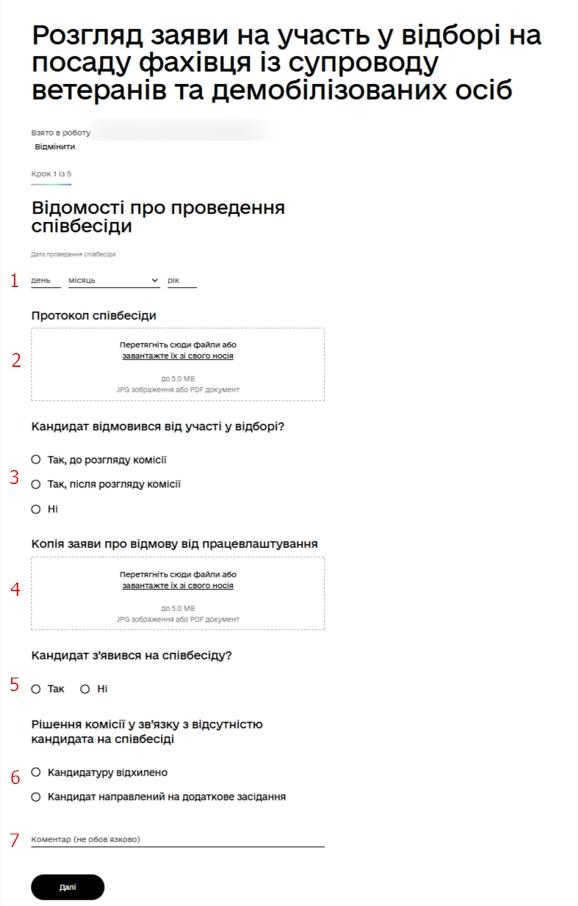 Розгляд заяви на участь у відборі на
посаду фахівця із супроводу
ветеранів та демобілізованих осіб
Взято в роботу
Відмінити
Крок 1 із 5
Відомості про проведення
співбесіди
Дата проведення співбесіди
1 день місяць рік
Протокол співбесіди
2
Перетягніть сюди файли або
завантажте їх зі свого носія
до 5.0 MB
JPG зображення або PDF документ
Кандидат відмовився від участі у відборі?
Так, до розгляду комісії
3
Так, після розгляду комісії
Ні
Копія заяви про відмову від працевлаштування
4
Перетягніть сюди файли або
завантажте їх зі свого носія
до 5.0 MB
JPG зображення або PDF документ
Кандидат з’явився на співбесіду?
5 Так Ні
Рішення комісії у зв’язку з відсутністю
кандидата на співбесіді
6
Кандидатуру відхилено
Кандидат направлений на додаткове засідання
7 Коментар (не обов’язково)
Далі